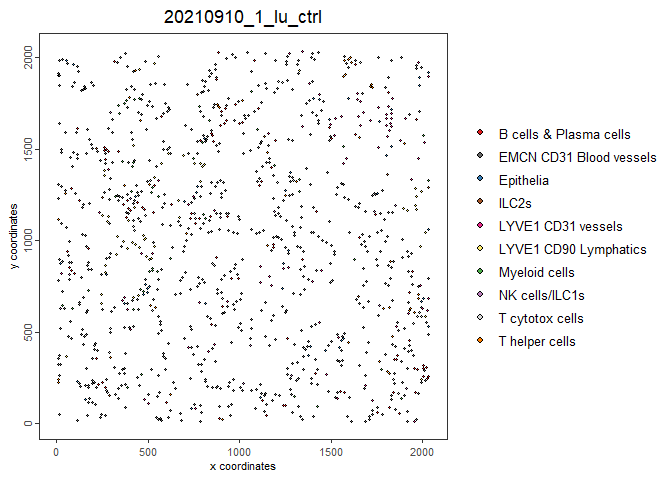 20210910_1_lu_ctrl
2000
1500
1000
500
0
y coordinates
0
500
1000
1500
2000
x coordinates
B cells & Plasma cells
EMCN CD31 Blood vessels
Epithelia
ILC2s
LYVE1 CD31 vessels
LYVE1 CD90 Lymphatics
Myeloid cells
NK cells/ILC1s
T cytotox cells
T helper cells